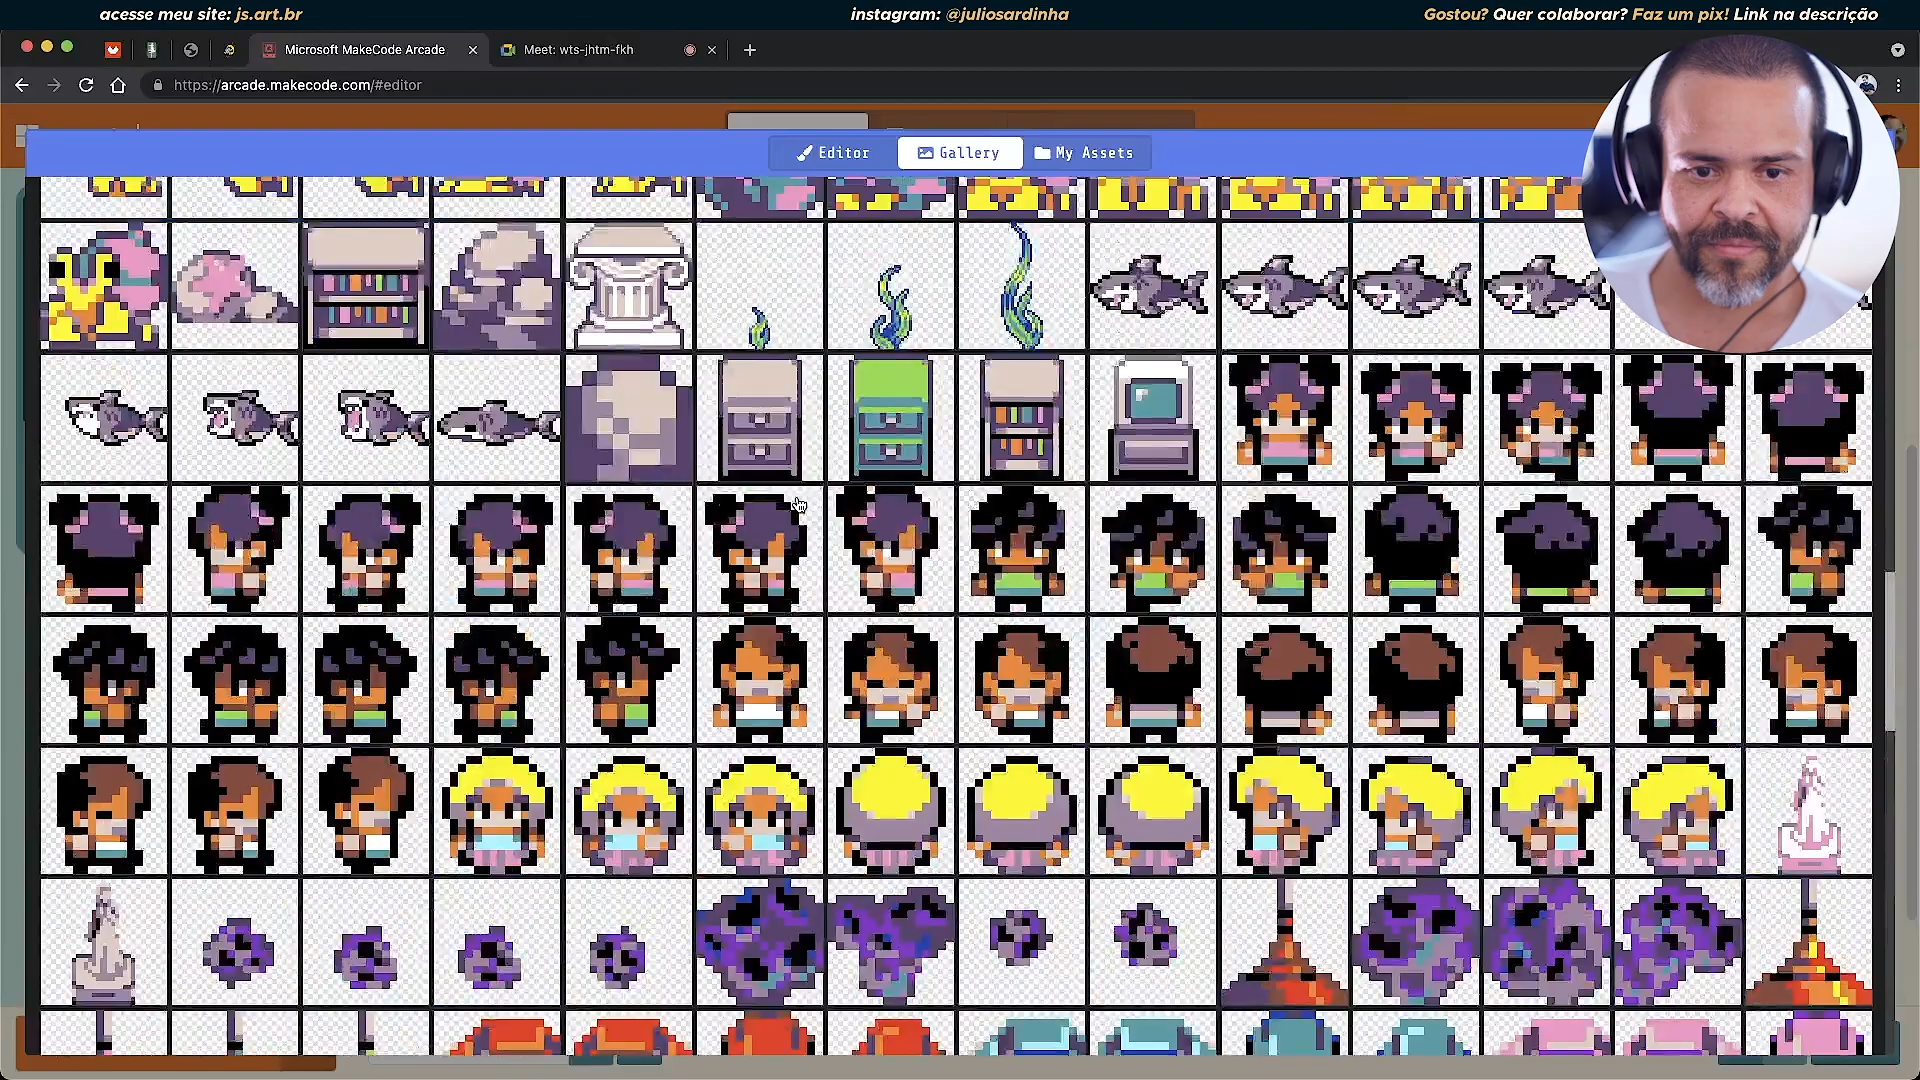 acesse meu site: js.art.br
instagram: @juliosardinha
Gostou? Quer colaborar? Faz um pix! Link na descrição
Microsoft MakeCode Arcade
Meet: wts-jhtm-fkh
https://arcade.makecode.com/#editor
Editor
Gallery
My Assets